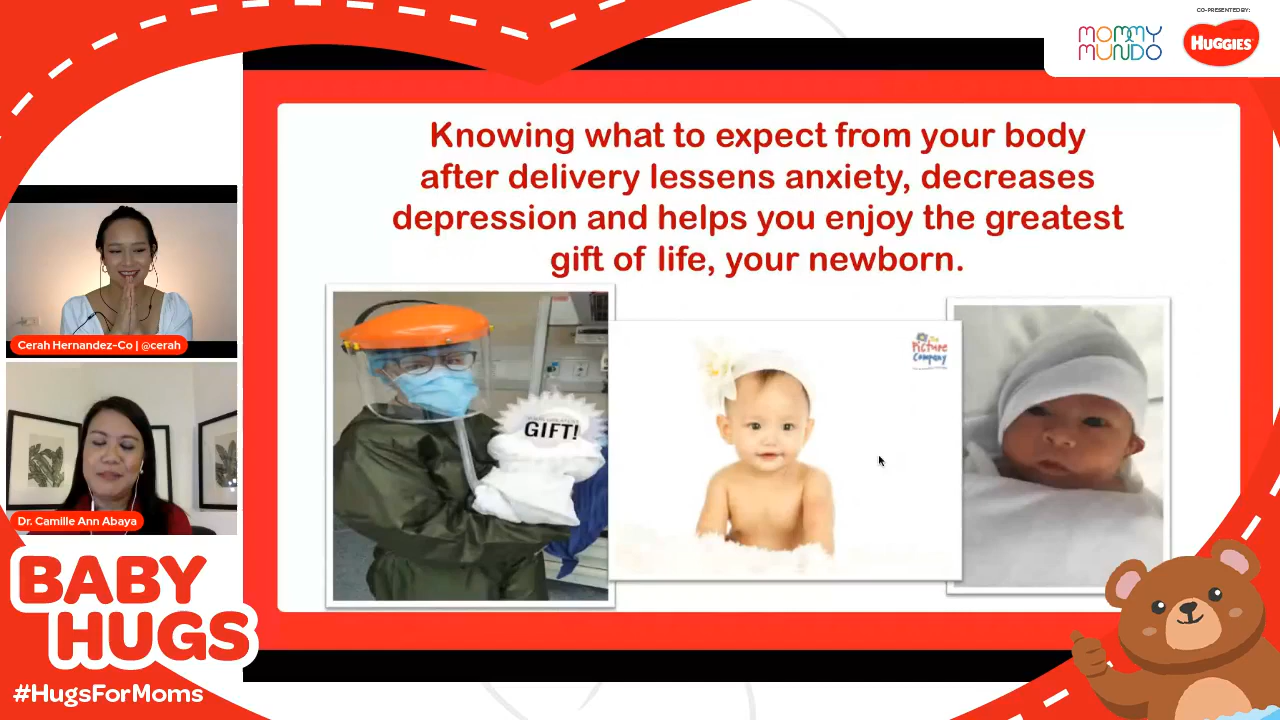 CO-PRESENTED BY:
MOMMY
MUNDO
HUGGIES
Knowing what to expect from your body
after delivery lessens anxiety, decreases
depression and helps you enjoy the greatest
gift of life, your newborn.
GIFT!
Picture
Company
Cerah Hernandez-Co | @cerah
Dr. Camille Ann Abaya
BABY
HUGS
#HugsForMoms